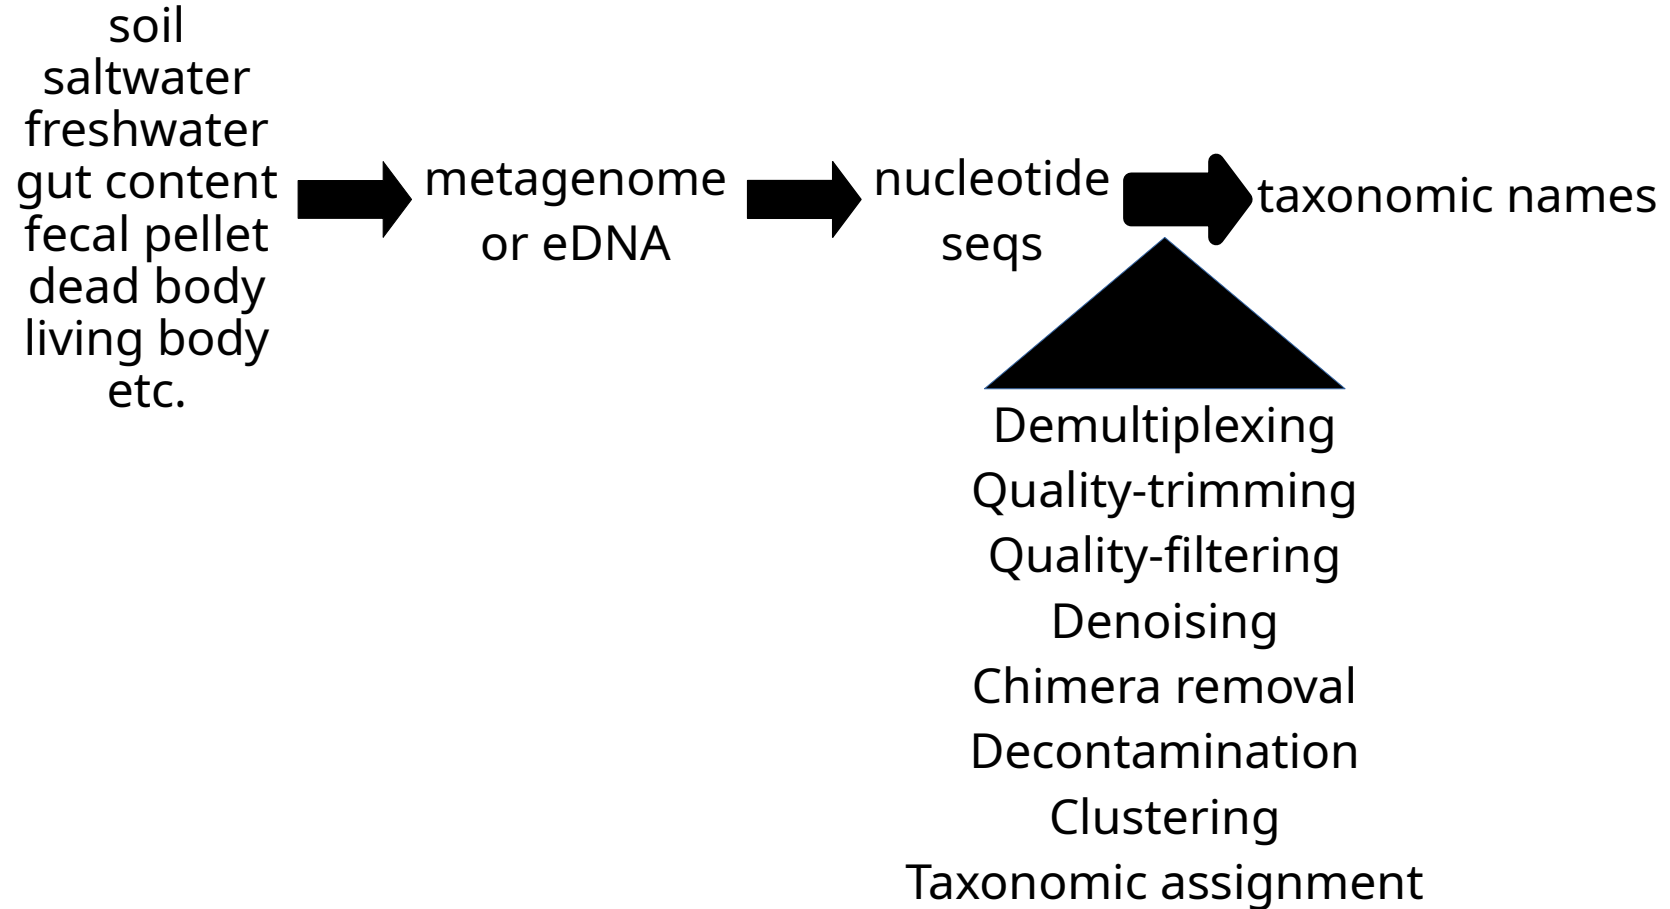 soil
saltwater
freshwater
gut content
fecal pellet
dead body
living body
etc.
metagenome
or eDNA
nucleotide
seqs
taxonomic names
Demultiplexing
Quality-trimming
Quality-filtering
Denoising
Chimera removal
Decontamination
Clustering
Taxonomic assignment